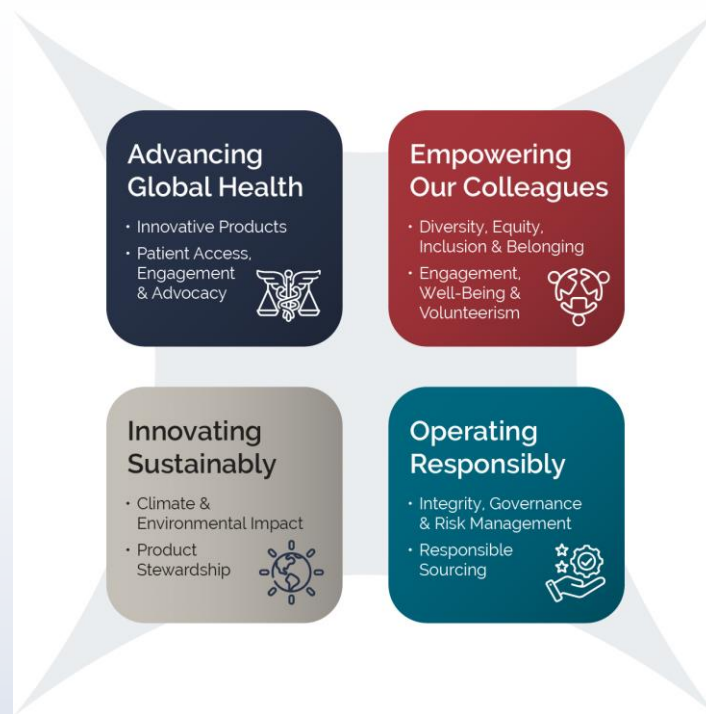 Advancing
Global Health
• Innovative Products
• Patient Access,
Engagement
& Advocacy
Empowering
Our Colleagues
• Diversity, Equity,
Inclusion & Belonging
• Engagement,
Well-Being &
Volunteerism
Innovating
Sustainably
• Climate &
Environmental Impact
• Product
Stewardship
Operating
Responsibly
• Integrity, Governance
& Risk Management
• Responsible
Sourcing